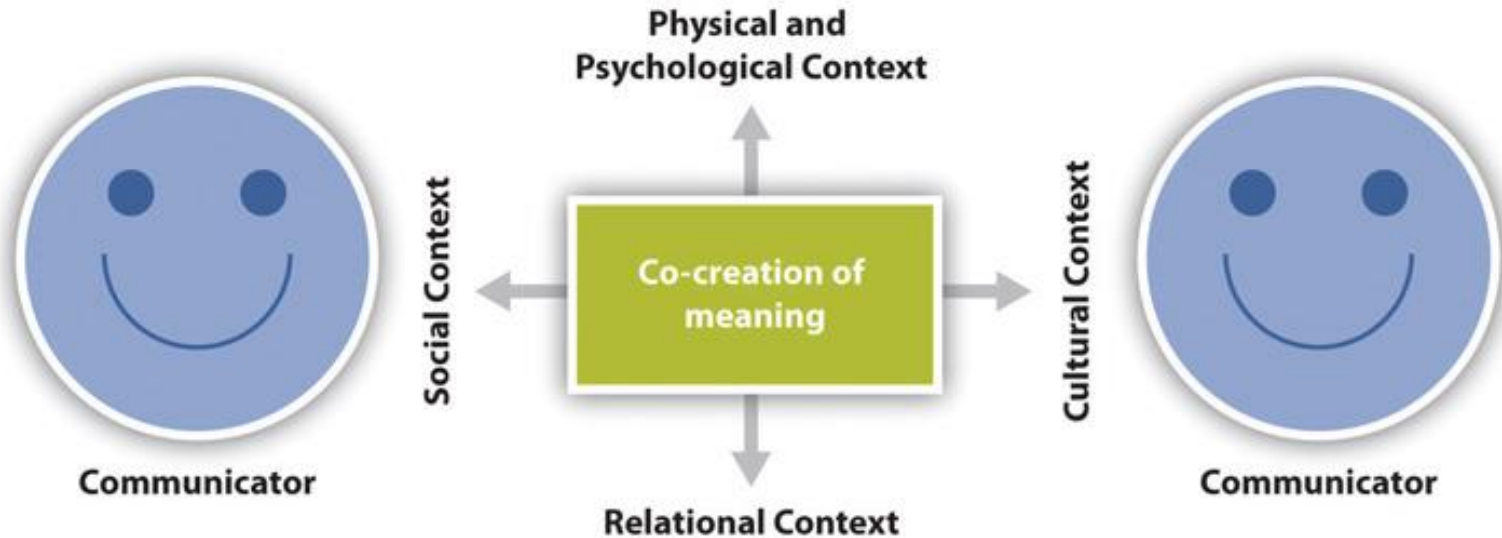 Physical and
Psychological Context
Social Context
Co-creation of
meaning
Cultural Context
Communicator
Communicator
Relational Context